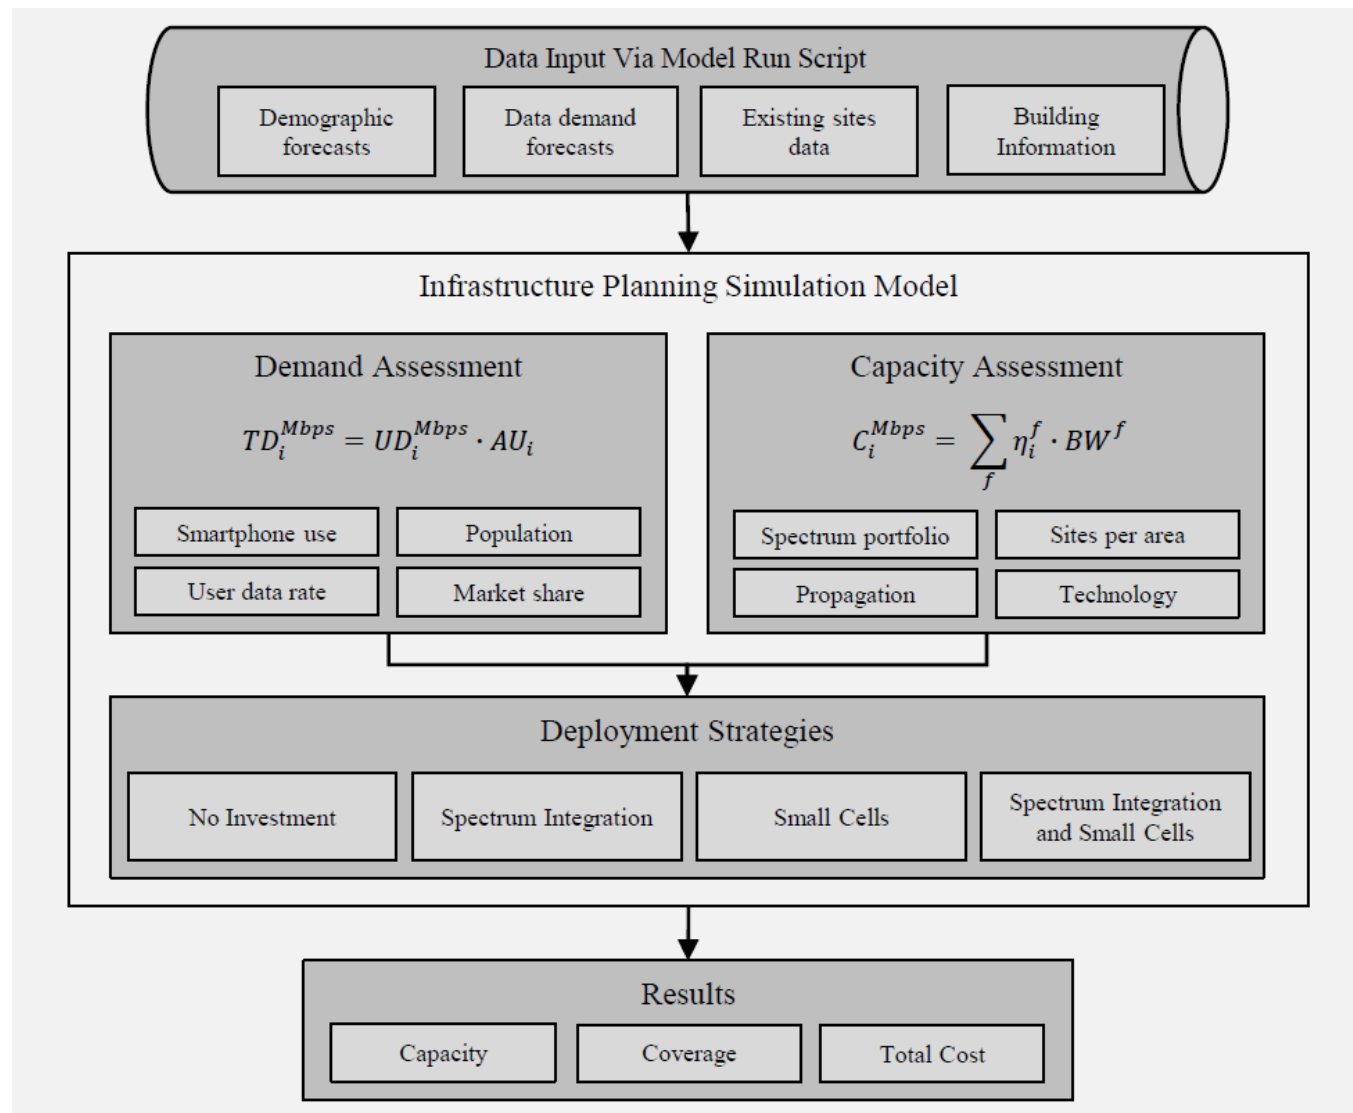 Data Input Via Model Run Script
Demographic
forecasts
Data demand
forecasts
Existing sites
data
Building
Information
Infrastructure Planning Simulation Model
Demand Assessment
TD_i^{Mbps} = UD_i^{Mbps} · AU_i
Smartphone use
Population
User data rate
Market share
Capacity Assessment
C_i^{Mbps} = ∑_f η_i^f · BW^f
Spectrum portfolio
Sites per area
Propagation
Technology
Deployment Strategies
No Investment
Spectrum Integration
Small Cells
Spectrum Integration
and Small Cells
Results
Capacity
Coverage
Total Cost